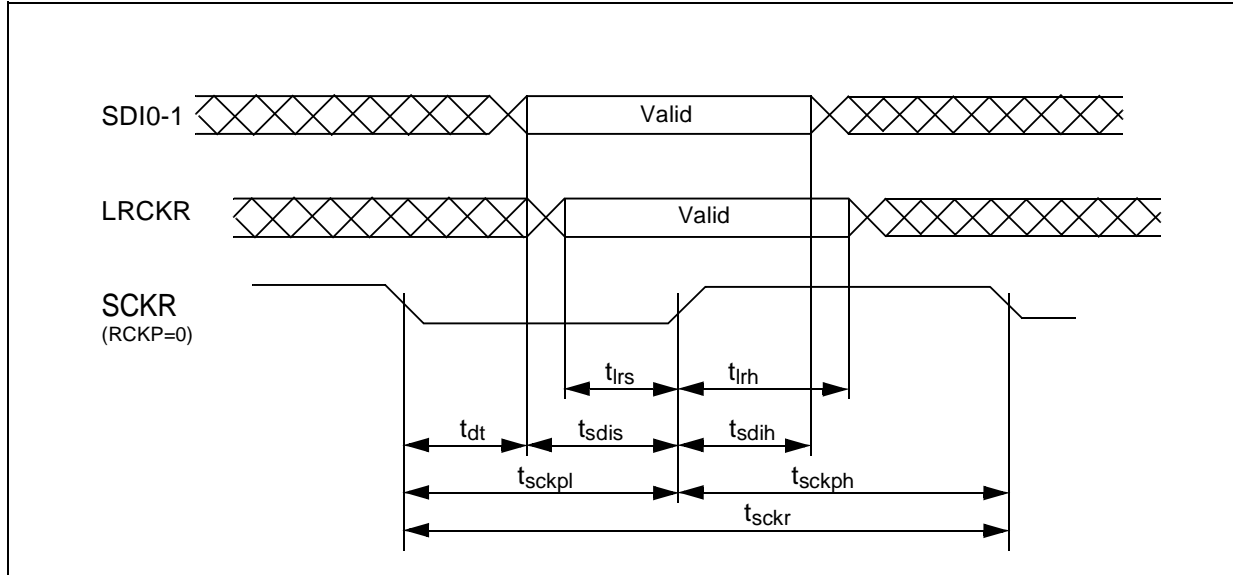 SDI0-1
Valid
LRCKR
Valid
SCKR
(RCKP=0)
tlrs
tlrh
tdt
tsdis
tsdih
tsckpl
tsckph
tsckr